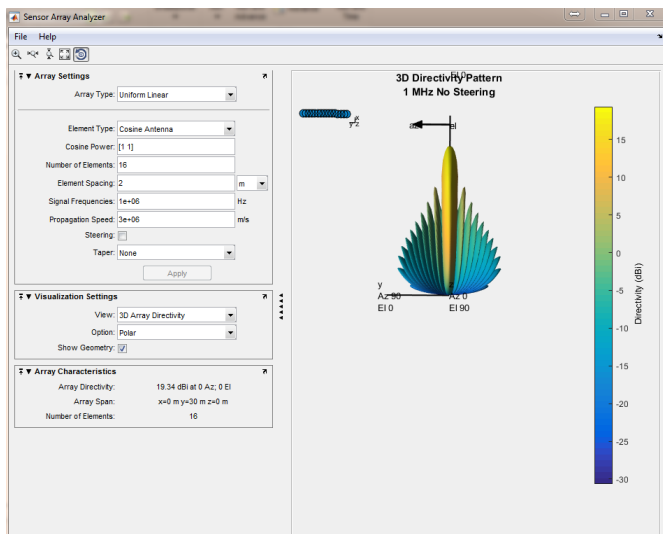 Sensor Array Analyzer
File Help
Array Settings
Array Type: Uniform Linear
Element Type: Cosine Antenna
Cosine Power: [1 1]
Number of Elements: 16
Element Spacing: 2 m
Signal Frequencies: 1e+06 Hz
Propagation Speed: 3e+06 m/s
Steering:
Taper: None
Apply
Visualization Settings
View: 3D Array Directivity
Option: Polar
Show Geometry:
Array Characteristics
Array Directivity: 19.34 dBi at 0 Az; 0 El
Array Span: x=0 m y=30 m z=0 m
Number of Elements: 16
3D Directivity Pattern
1 MHz No Steering
El 0
az el
y z
y
Az 90 Az 0
El 0 El 90
15
10
5
0
-5
-10
-15
-20
-25
-30
Directivity (dBi)